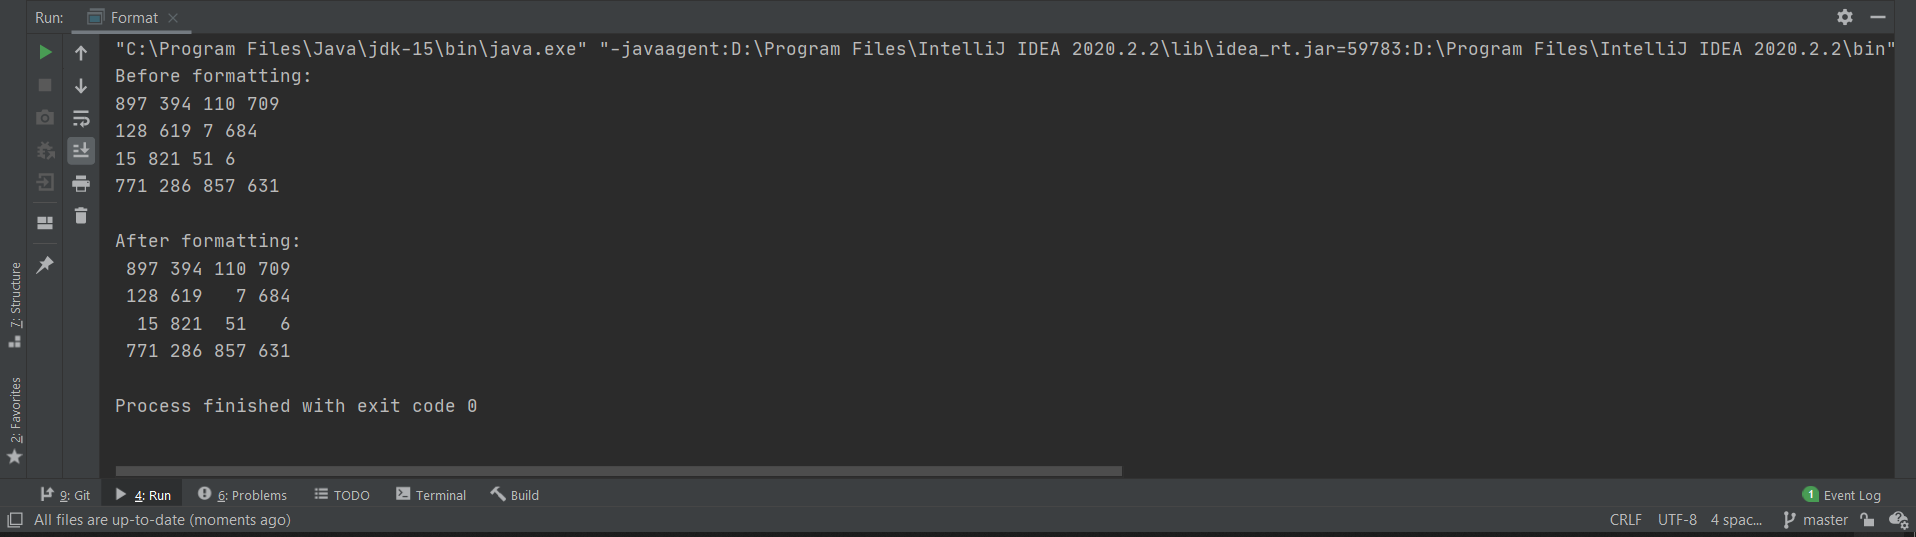 Run: Format
"C:\Program Files\Java\jdk-15\bin\java.exe" "-javaagent:D:\Program Files\IntelliJ IDEA 2020.2.2\lib\idea_rt.jar=59783:D:\Program Files\IntelliJ IDEA 2020.2.2\bin"
Before formatting:
897 394 110 709
128 619 7 684
15 821 51 6
771 286 857 631
After formatting:
 897 394 110 709
 128 619   7 684
  15 821  51   6
 771 286 857 631
Process finished with exit code 0
7: Structure
2: Favorites
9: Git 4: Run 6: Problems TODO Terminal Build 1 Event Log
All files are up-to-date (moments ago) CRLF UTF-8 4 spac... master